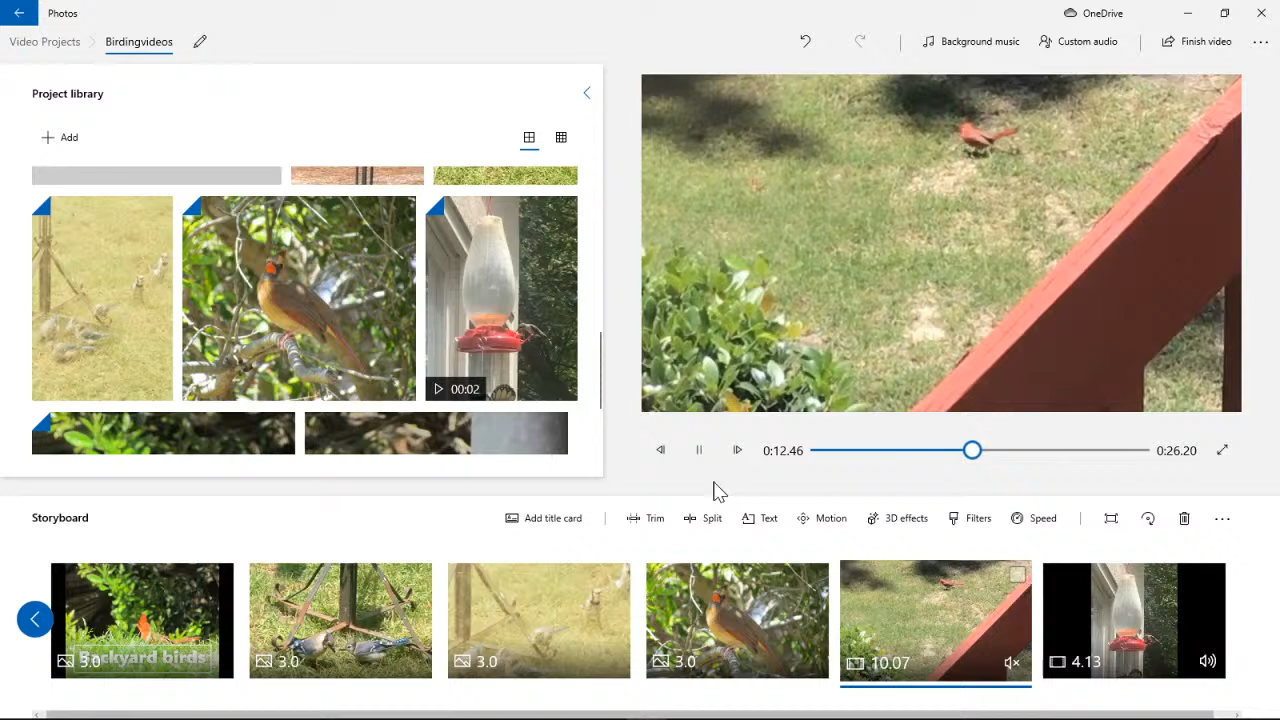 Photos
OneDrive
Video Projects
Birdingvideos
Background music
Custom audio
Finish video
Project library
Add
00:02
0:12.46
0:26.20
Storyboard
Add title card
Trim
Split
Text
Motion
3D effects
Filters
Speed
Backyard birds
3.0
3.0
3.0
3.0
10.07
4.13